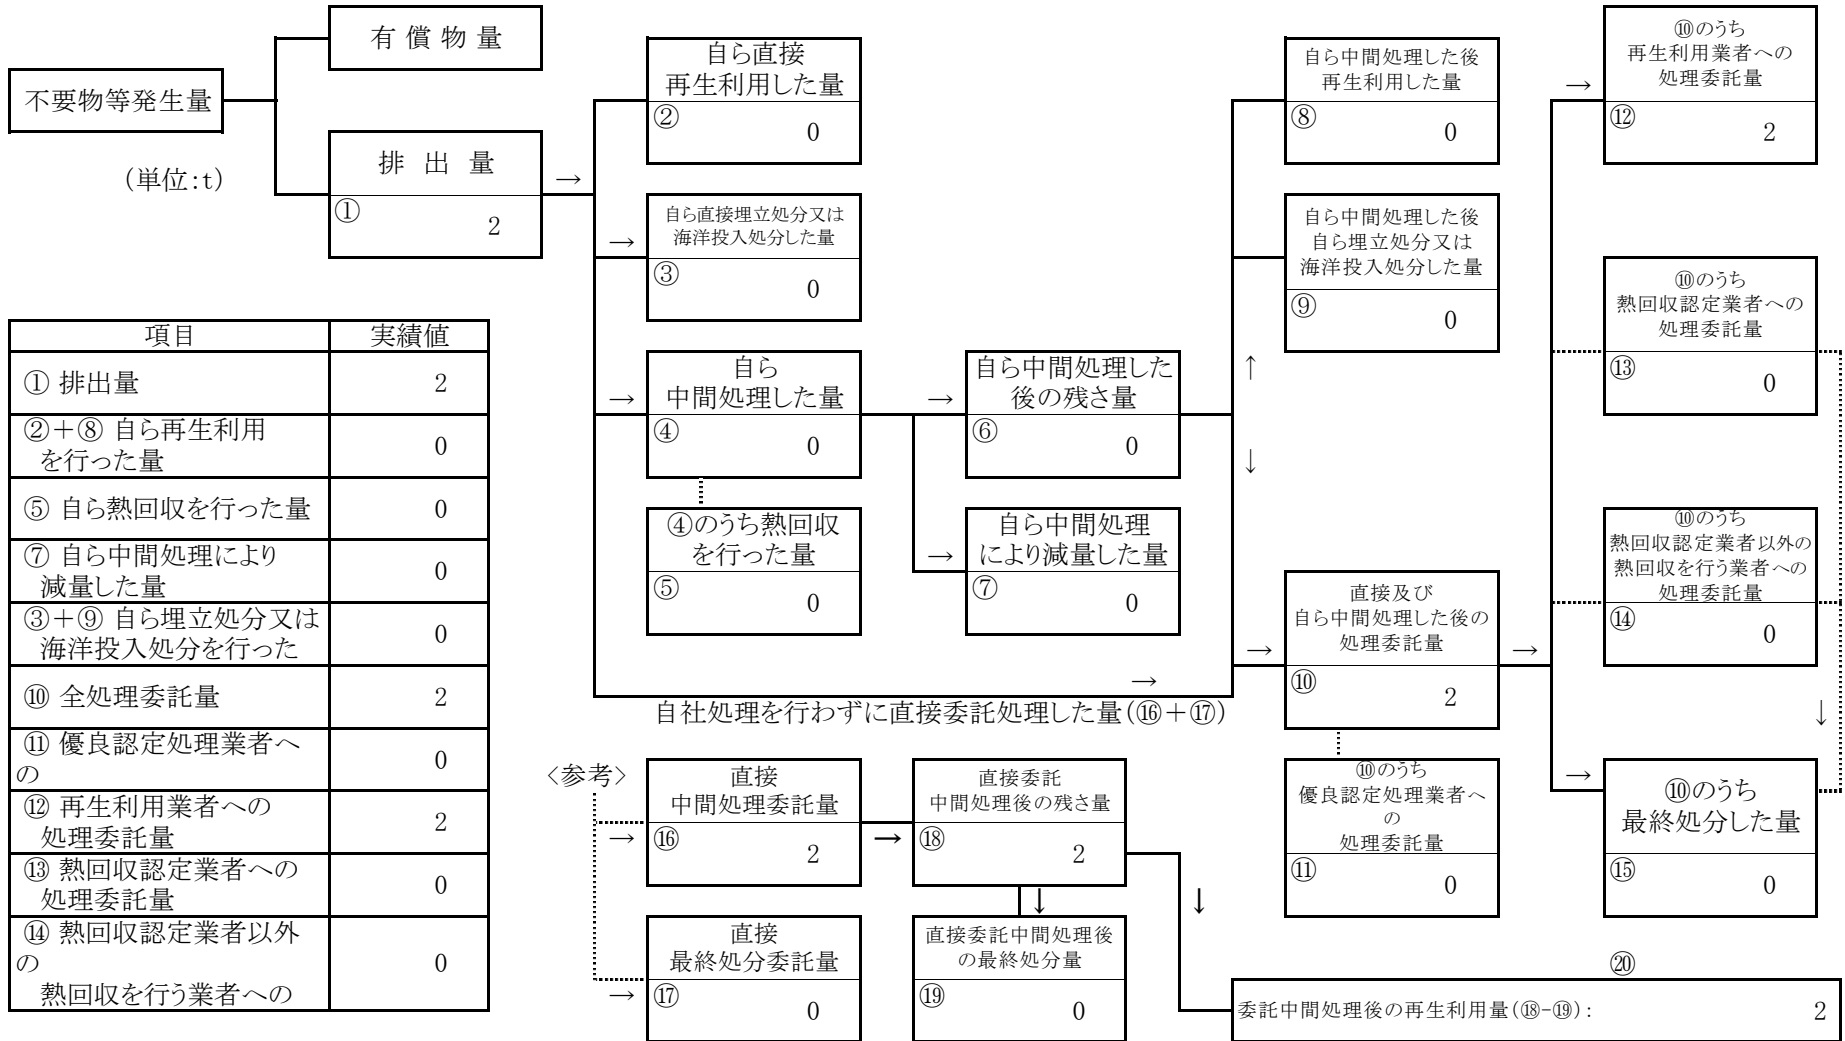 不要物等発生量
(単位:t)
有償物量
排出量
①
2
→
自ら直接
再生利用した量
②
0
→
自ら直接埋立処分又は
海洋投入処分した量
③
0
→
自ら
中間処理した量
④
0
④のうち熱回収
を行った量
⑤
0
→
自ら中間処理した
後の残さ量
⑥
0
→
自ら中間処理
により減量した量
⑦
0
自ら中間処理した後
再生利用した量
⑧
0
自ら中間処理した後
自ら埋立処分又は
海洋投入処分した量
⑨
0
↑
↓
→
自社処理を行わずに直接委託処理した量(⑯+⑰)
→
直接及び
自ら中間処理した後の
処理委託量
⑩
2
⑩のうち
優良認定処理業者へ
の
処理委託量
⑪
0
→
→
⑩のうち
再生利用業者への
処理委託量
⑫
2
⑩のうち
熱回収認定業者への
処理委託量
⑬
0
⑩のうち
熱回収認定業者以外の
熱回収を行う業者への
処理委託量
⑭
0
↓
→
⑩のうち
最終処分した量
⑮
0
項目 実績値
① 排出量 2
②+⑧ 自ら再生利用
を行った量 0
⑤ 自ら熱回収を行った量 0
⑦ 自ら中間処理により
減量した量 0
③+⑨ 自ら埋立処分又は
海洋投入処分を行った 0
⑩ 全処理委託量 2
⑪ 優良認定処理業者へ
の 0
⑫ 再生利用業者への
処理委託量 2
⑬ 熱回収認定業者への
処理委託量 0
⑭ 熱回収認定業者以外
の 0
熱回収を行う業者への
〈参考〉
→
直接
中間処理委託量
⑯
2
→
直接委託
中間処理後の残さ量
⑱
2
→
直接
最終処分委託量
⑰
0
↓
直接委託中間処理後
の最終処分量
⑲
0
↓
⑳
委託中間処理後の再生利用量(⑱-⑲): 2